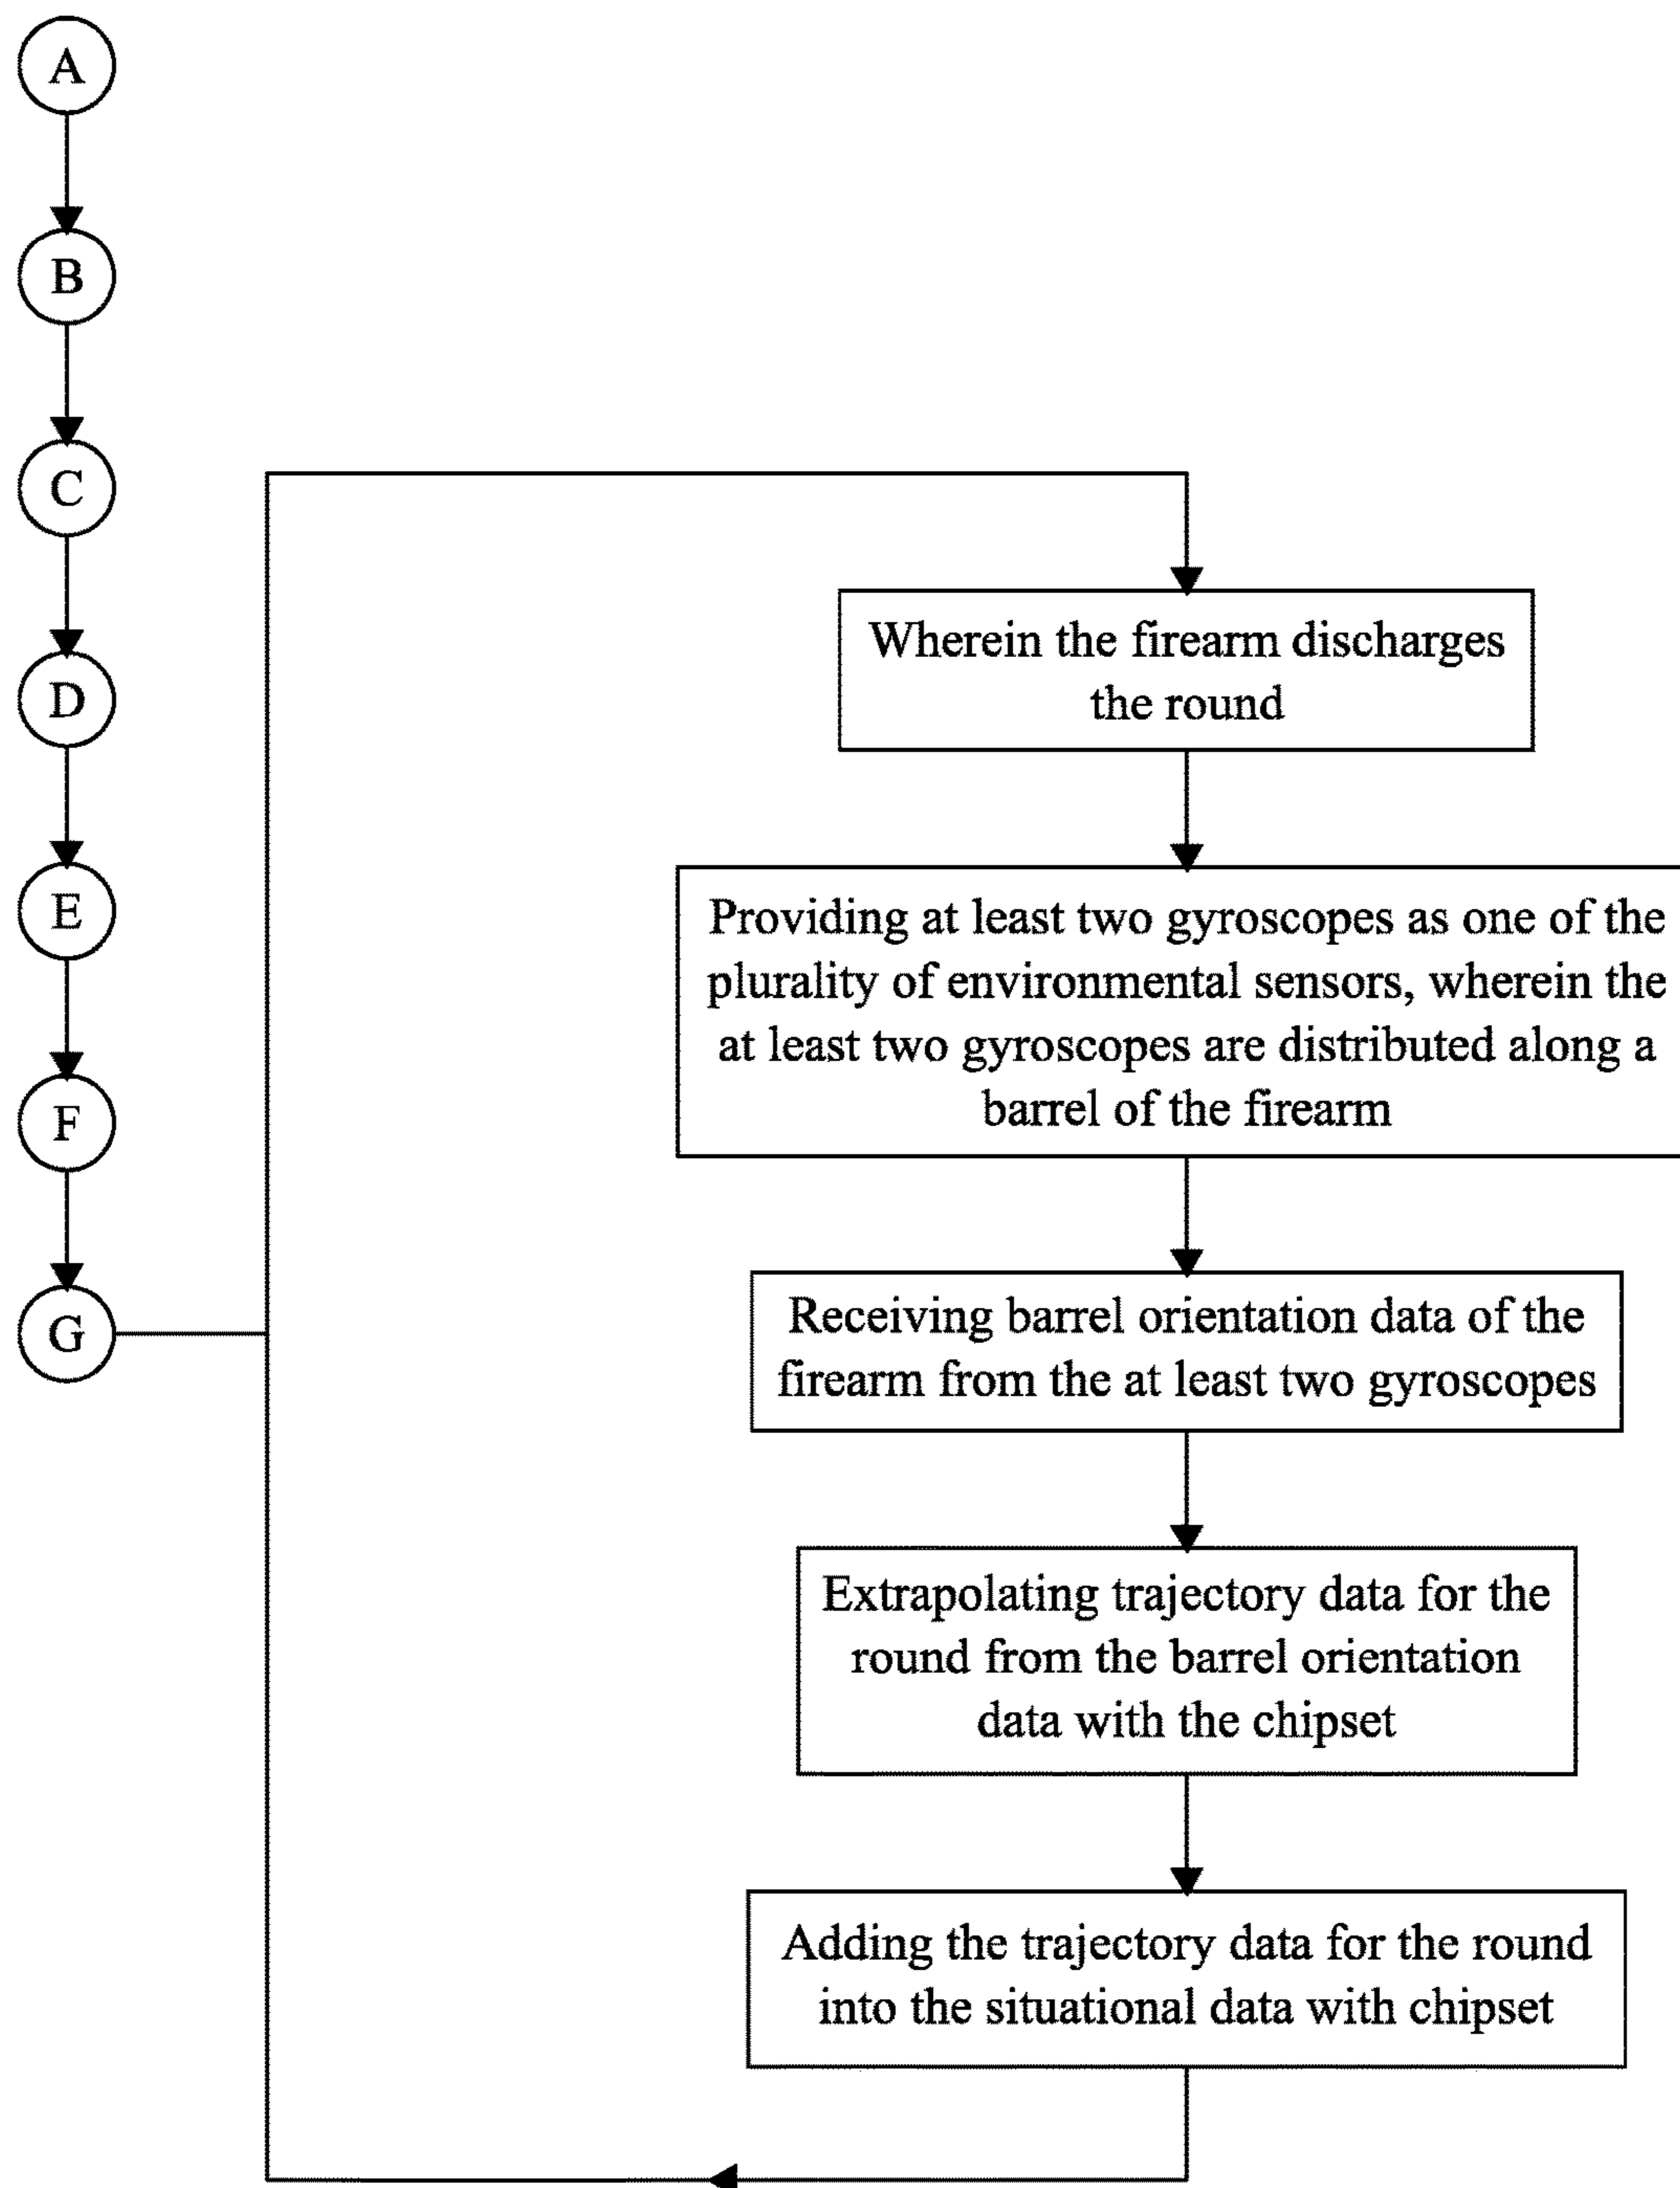 A
B
C
D
E
F
G
Wherein the firearm discharges
the round
Providing at least two gyroscopes as one of the
plurality of environmental sensors, wherein the
at least two gyroscopes are distributed along a
barrel of the firearm
Receiving barrel orientation data of the
firearm from the at least two gyroscopes
Extrapolating trajectory data for the
round from the barrel orientation
data with the chipset
Adding the trajectory data for the round
into the situational data with chipset